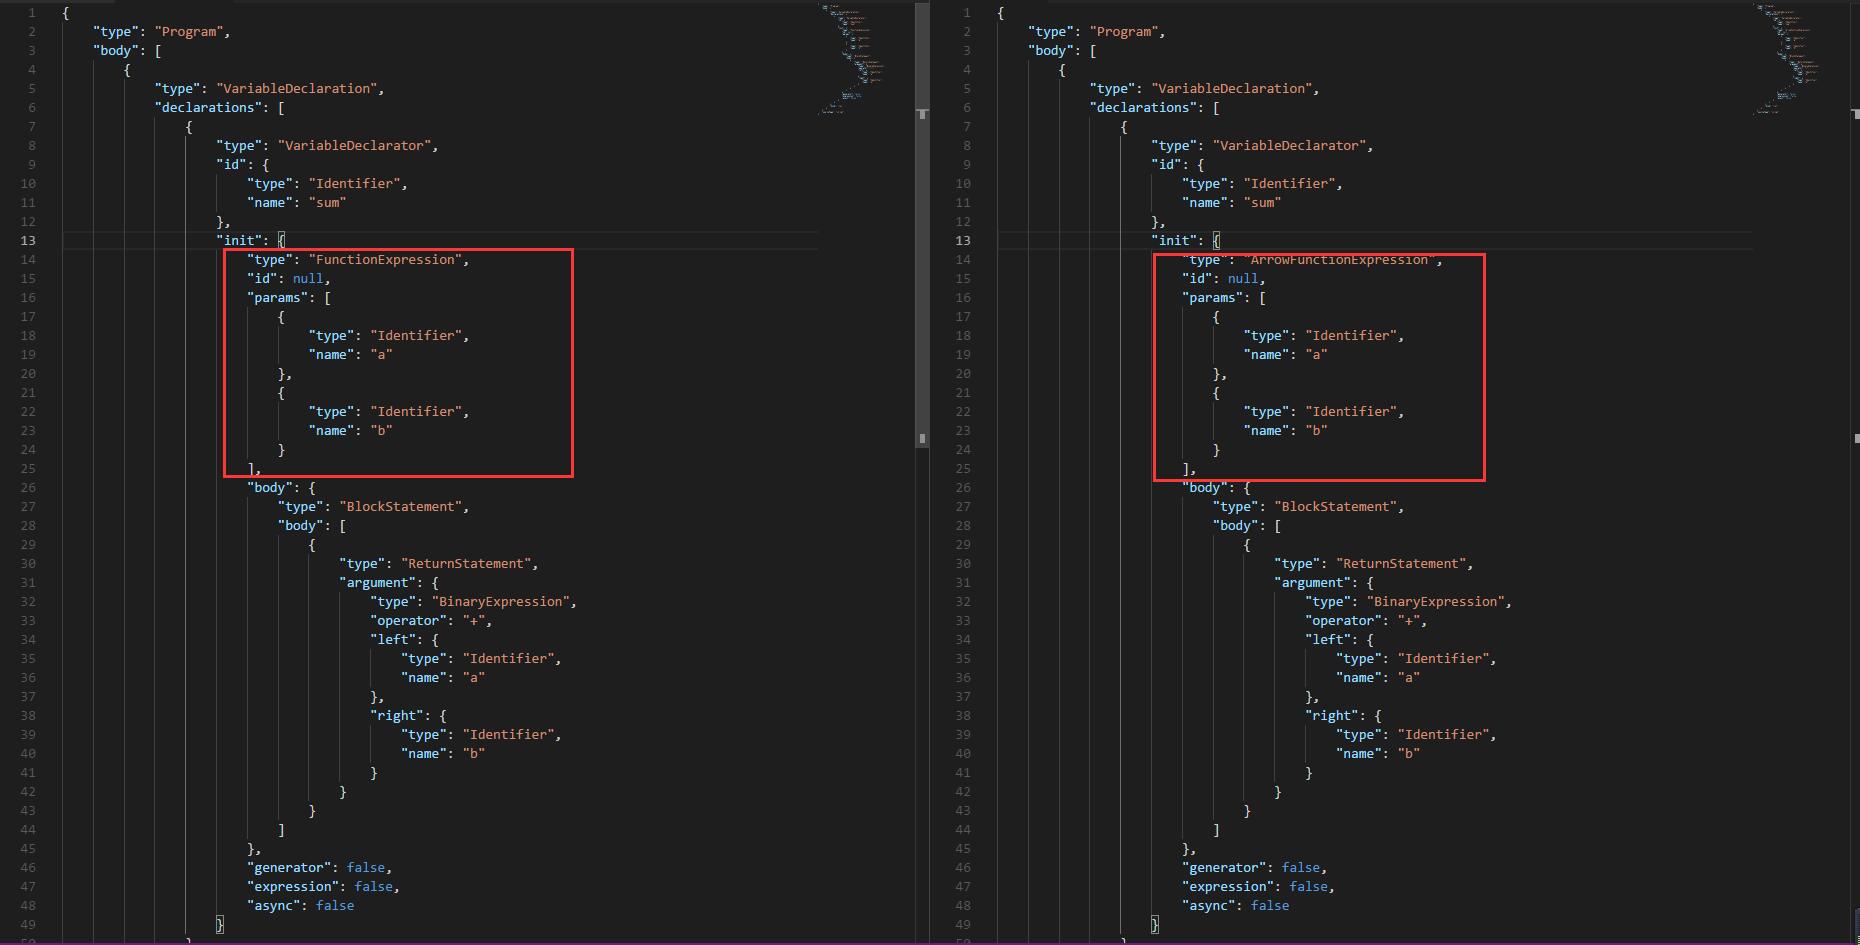 1 {
2 "type": "Program",
3 "body": [
4 {
5 "type": "VariableDeclaration",
6 "declarations": [
7 {
8 "type": "VariableDeclarator",
9 "id": {
10 "type": "Identifier",
11 "name": "sum"
12 },
13 "init": {
14 "type": "FunctionExpression",
15 "id": null,
16 "params": [
17 {
18 "type": "Identifier",
19 "name": "a"
20 },
21 {
22 "type": "Identifier",
23 "name": "b"
24 }
25 ],
26 "body": {
27 "type": "BlockStatement",
28 "body": [
29 {
30 "type": "ReturnStatement",
31 "argument": {
32 "type": "BinaryExpression",
33 "operator": "+",
34 "left": {
35 "type": "Identifier",
36 "name": "a"
37 },
38 "right": {
39 "type": "Identifier",
40 "name": "b"
41 }
42 }
43 }
44 ]
45 },
46 "generator": false,
47 "expression": false,
48 "async": false
49 }
1 {
2 "type": "Program",
3 "body": [
4 {
5 "type": "VariableDeclaration",
6 "declarations": [
7 {
8 "type": "VariableDeclarator",
9 "id": {
10 "type": "Identifier",
11 "name": "sum"
12 },
13 "init": {
14 "type": "ArrowFunctionExpression",
15 "id": null,
16 "params": [
17 {
18 "type": "Identifier",
19 "name": "a"
20 },
21 {
22 "type": "Identifier",
23 "name": "b"
24 }
25 ],
26 "body": {
27 "type": "BlockStatement",
28 "body": [
29 {
30 "type": "ReturnStatement",
31 "argument": {
32 "type": "BinaryExpression",
33 "operator": "+",
34 "left": {
35 "type": "Identifier",
36 "name": "a"
37 },
38 "right": {
39 "type": "Identifier",
40 "name": "b"
41 }
42 }
43 }
44 ]
45 },
46 "generator": false,
47 "expression": false,
48 "async": false
49 }